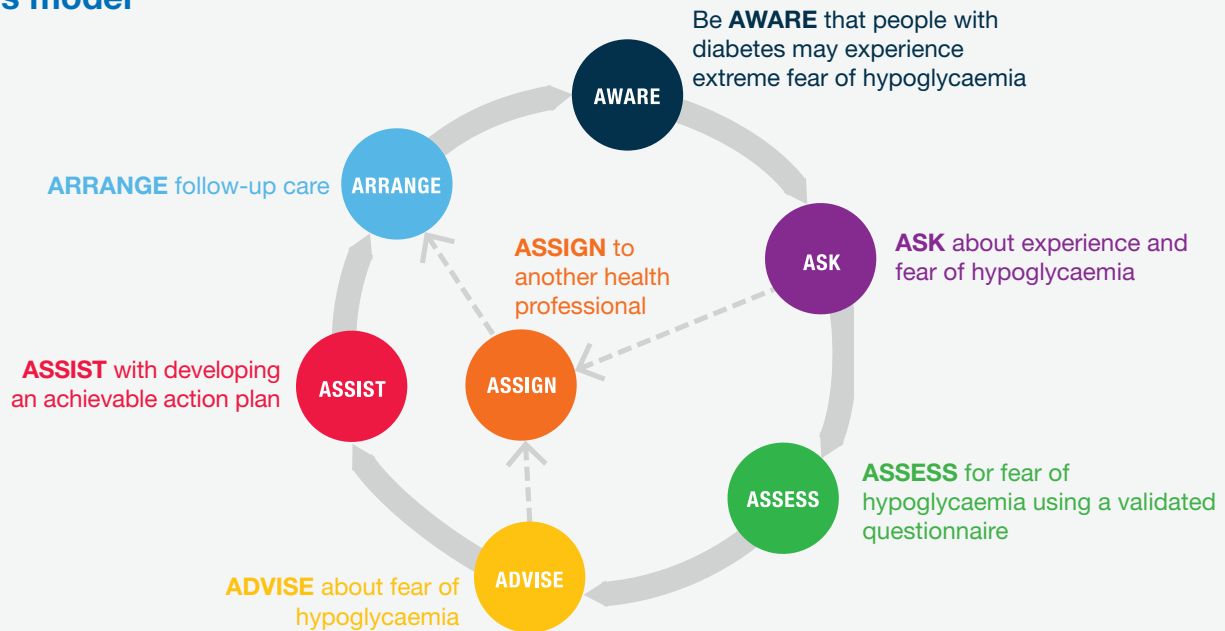 s model
Be AWARE that people with
diabetes may experience
extreme fear of hypoglycaemia
AWARE
ARRANGE follow-up care
ARRANGE
ASK
ASK about experience and
fear of hypoglycaemia
ASSIGN to
another health
professional
ASSIST with developing
an achievable action plan
ASSIST
ASSIGN
ASSESS
ASSESS for fear of
hypoglycaemia using a validated
questionnaire
ADVISE about fear of
hypoglycaemia
ADVISE